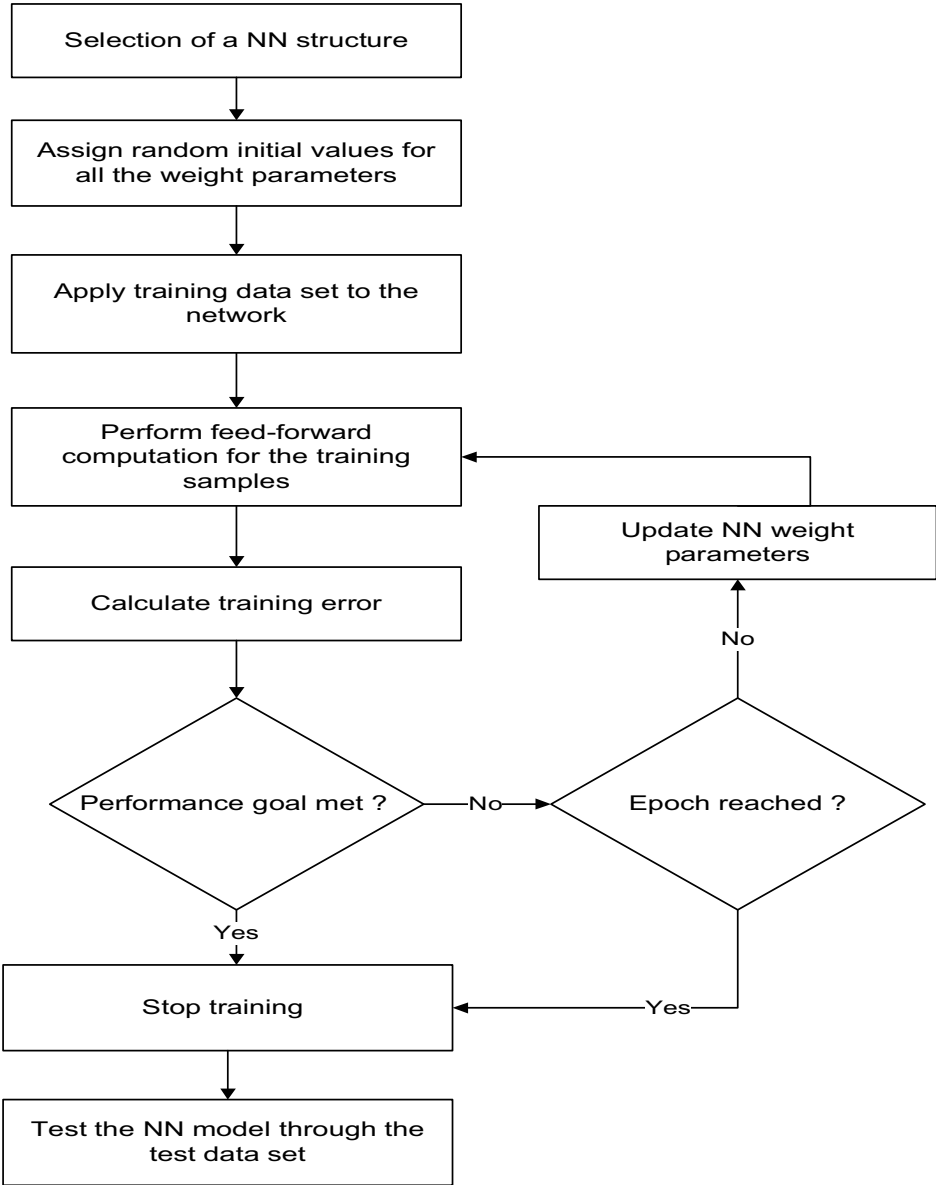 Selection of a NN structure
Assign random initial values for
all the weight parameters
Apply training data set to the
network
Perform feed-forward
computation for the training
samples
Update NN weight
parameters
Calculate training error
No
Performance goal met ?
No
Epoch reached ?
Yes
Stop training
Yes
Test the NN model through the
test data set